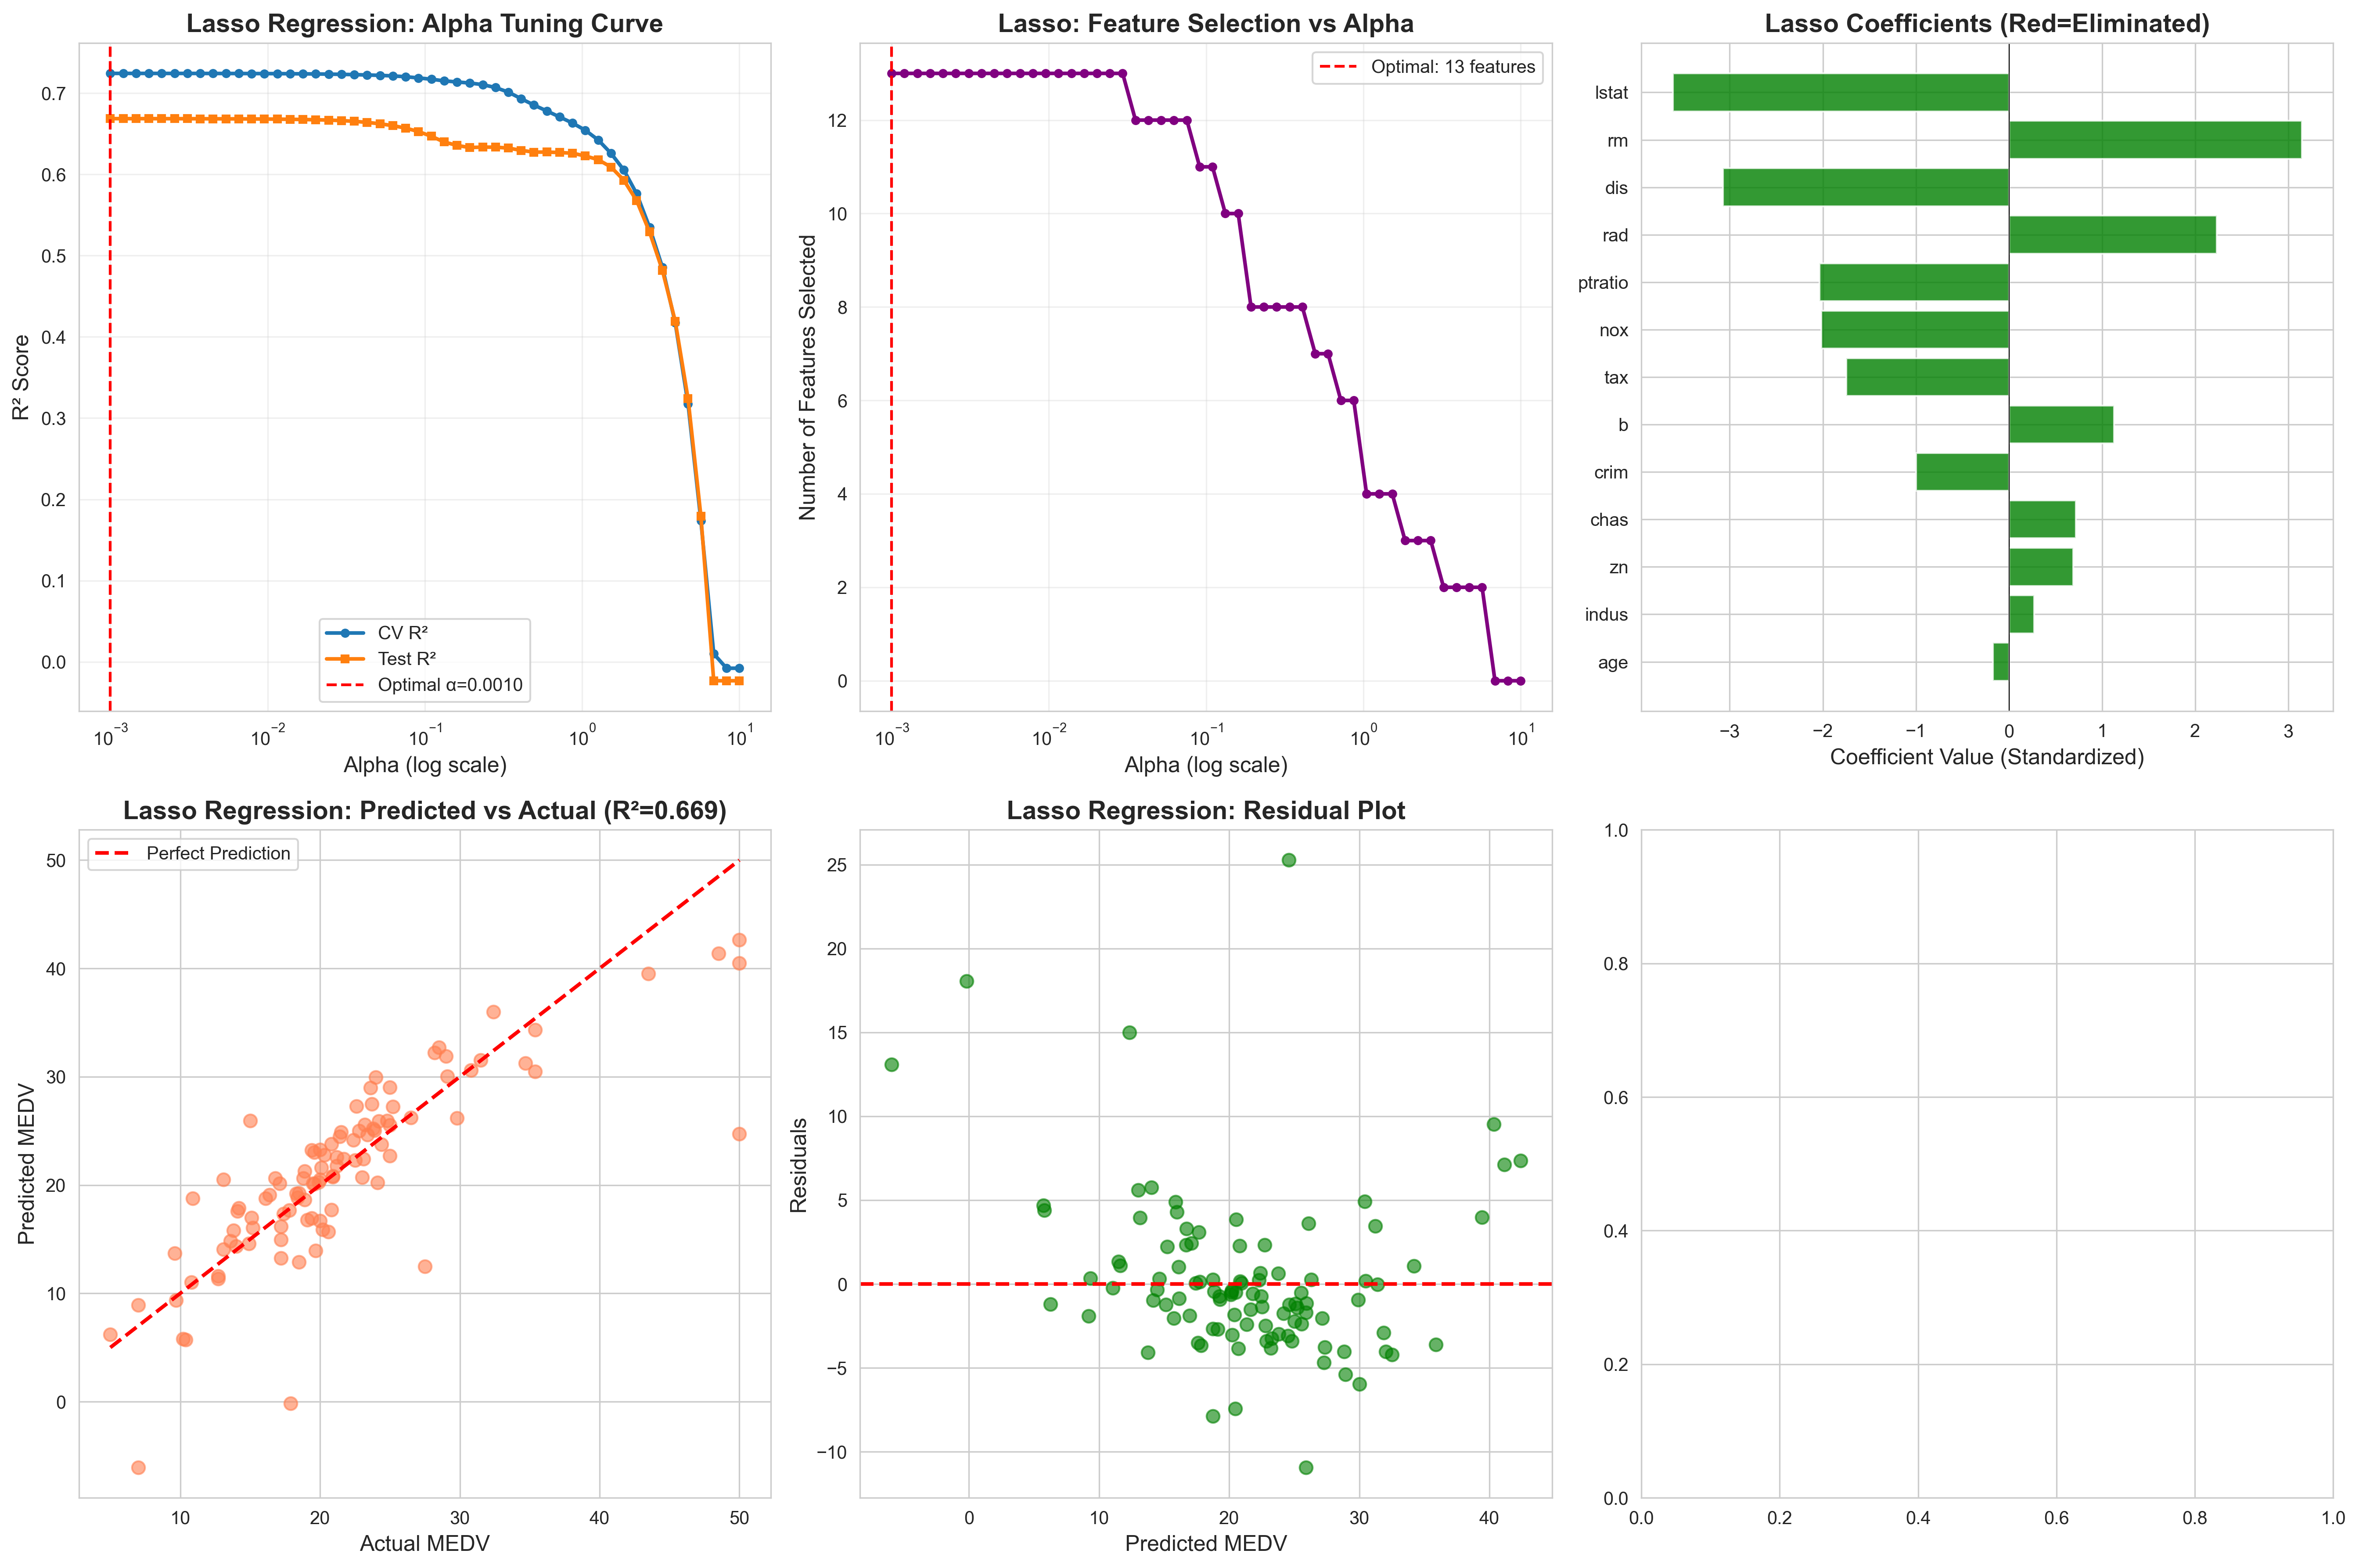 Lasso Regression: Alpha Tuning Curve
R² Score
0.7
0.6
0.5
0.4
0.3
0.2
0.1
0.0
CV R²
Test R²
Optimal α=0.0010
10⁻³ 10⁻² 10⁻¹ 10⁰ 10¹
Alpha (log scale)
Lasso: Feature Selection vs Alpha
Optimal: 13 features
Number of Features Selected
12
10
8
6
4
2
0
10⁻³ 10⁻² 10⁻¹ 10⁰ 10¹
Alpha (log scale)
Lasso Coefficients (Red=Eliminated)
lstat
rm
dis
rad
ptratio
nox
tax
b
crim
chas
zn
indus
age
−3 −2 −1 0 1 2 3
Coefficient Value (Standardized)
Lasso Regression: Predicted vs Actual (R²=0.669)
Perfect Prediction
Predicted MEDV
50
40
30
20
10
0
10 20 30 40 50
Actual MEDV
Lasso Regression: Residual Plot
Residuals
25
20
15
10
5
0
−5
−10
0 10 20 30 40
Predicted MEDV
1.0
0.8
0.6
0.4
0.2
0.0
0.0 0.2 0.4 0.6 0.8 1.0